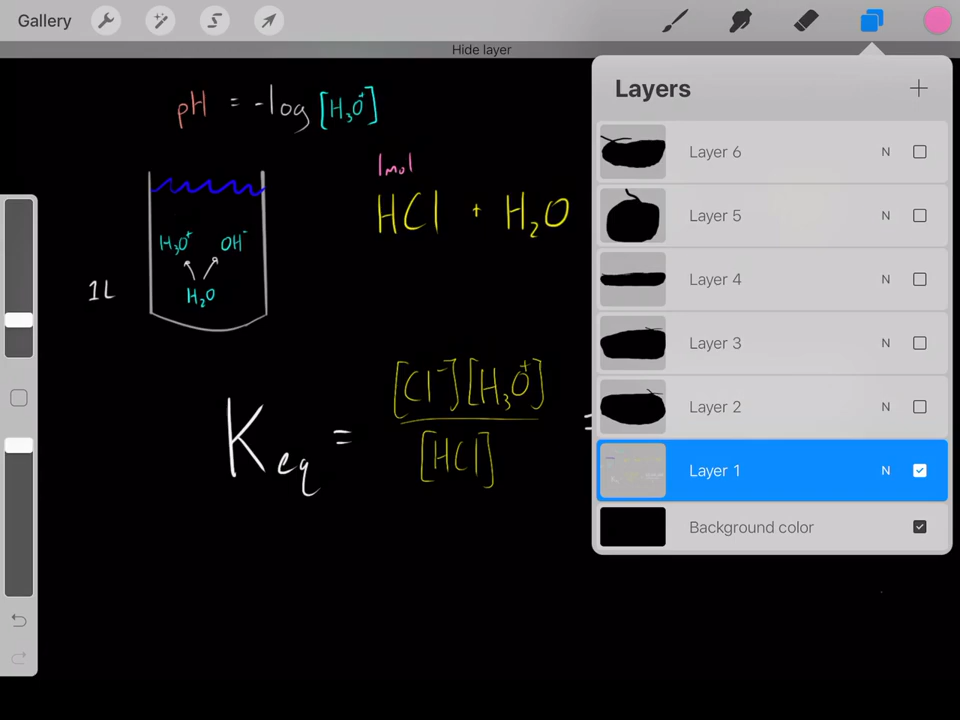 Gallery
Hide layer
Layers
Layer 6 N
Layer 5 N
Layer 4 N
Layer 3 N
Layer 2 N
Layer 1 N
Background color
pH = -log [H₃O⁺]
1mol
HCl + H₂O
H₃O⁺ OH⁻
H₂O
1L
Keq = [Cl⁻][H₃O⁺] =
[HCl]